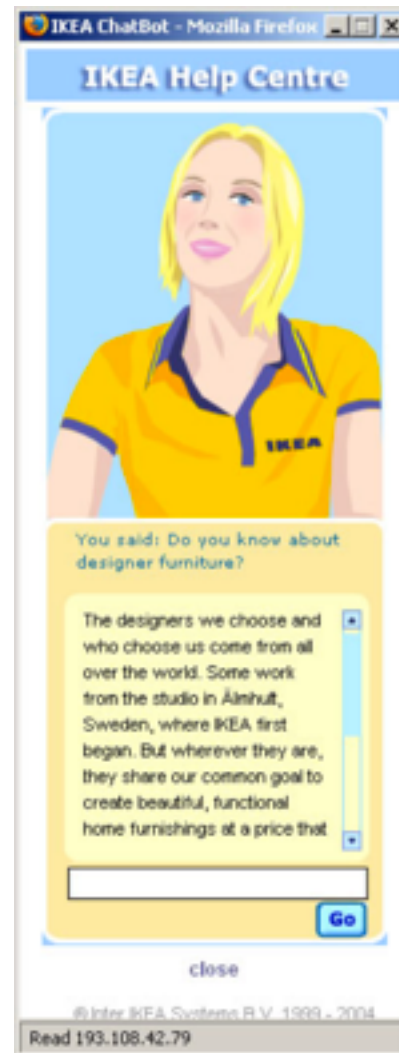 IKEA ChatBot - Mozilla Firefox
IKEA Help Centre
IKEA
You said: Do you know about
designer furniture?
The designers we choose and
who choose us come from all
over the world. Some work
from the studio in Älmhult,
Sweden, where IKEA first
began. But wherever they are,
they share our common goal to
create beautiful, functional
home furnishings at a price that
Go
close
© Inter IKEA Systems B.V. 1999 - 2004
Read 193.108.42.79